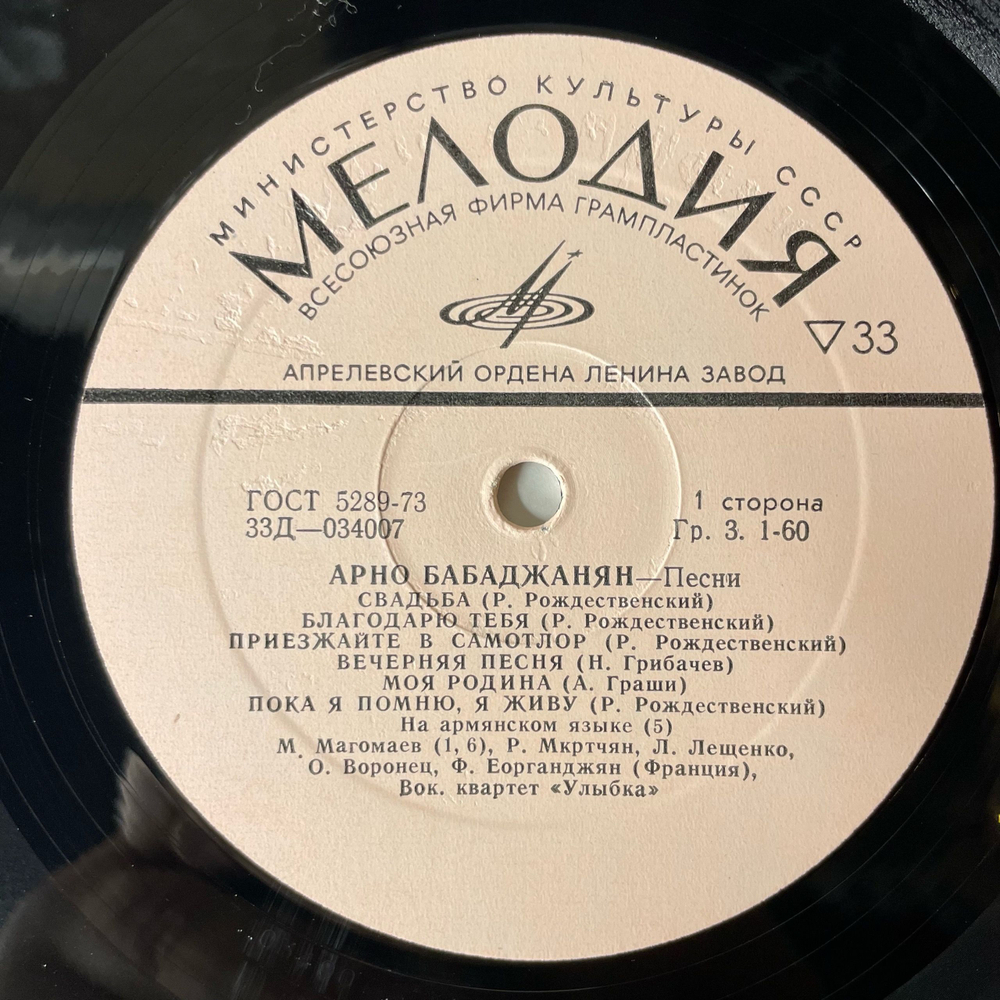 МИНИСТЕРСТВО КУЛЬТУРЫ СССР
МЕЛОДИЯ
ВСЕСОЮЗНАЯ ФИРМА ГРАМПЛАСТИНОК
▽33
АПРЕЛЕВСКИЙ ОРДЕНА ЛЕНИНА ЗАВОД
ГОСТ 5289-73
1 сторона
33Д—034007
Гр. 3. 1-60
АРНО БАБАДЖАНЯН—Песни
СВАДЬБА (Р. Рождественский)
БЛАГОДАРЮ ТЕБЯ (Р. Рождественский)
ПРИЕЗЖАЙТЕ В САМОТЛОР (Р. Рождественский)
ВЕЧЕРНЯЯ ПЕСНЯ (Н. Грибачев)
МОЯ РОДИНА (А. Граши)
ПОКА Я ПОМНЮ, Я ЖИВУ (Р. Рождественский)
На армянском языке (5)
М. Магомаев (1, 6), Р. Мкртчян, Л. Лещенко,
О. Воронец, Ф. Еорганджян (Франция),
Вок. квартет «Улыбка»